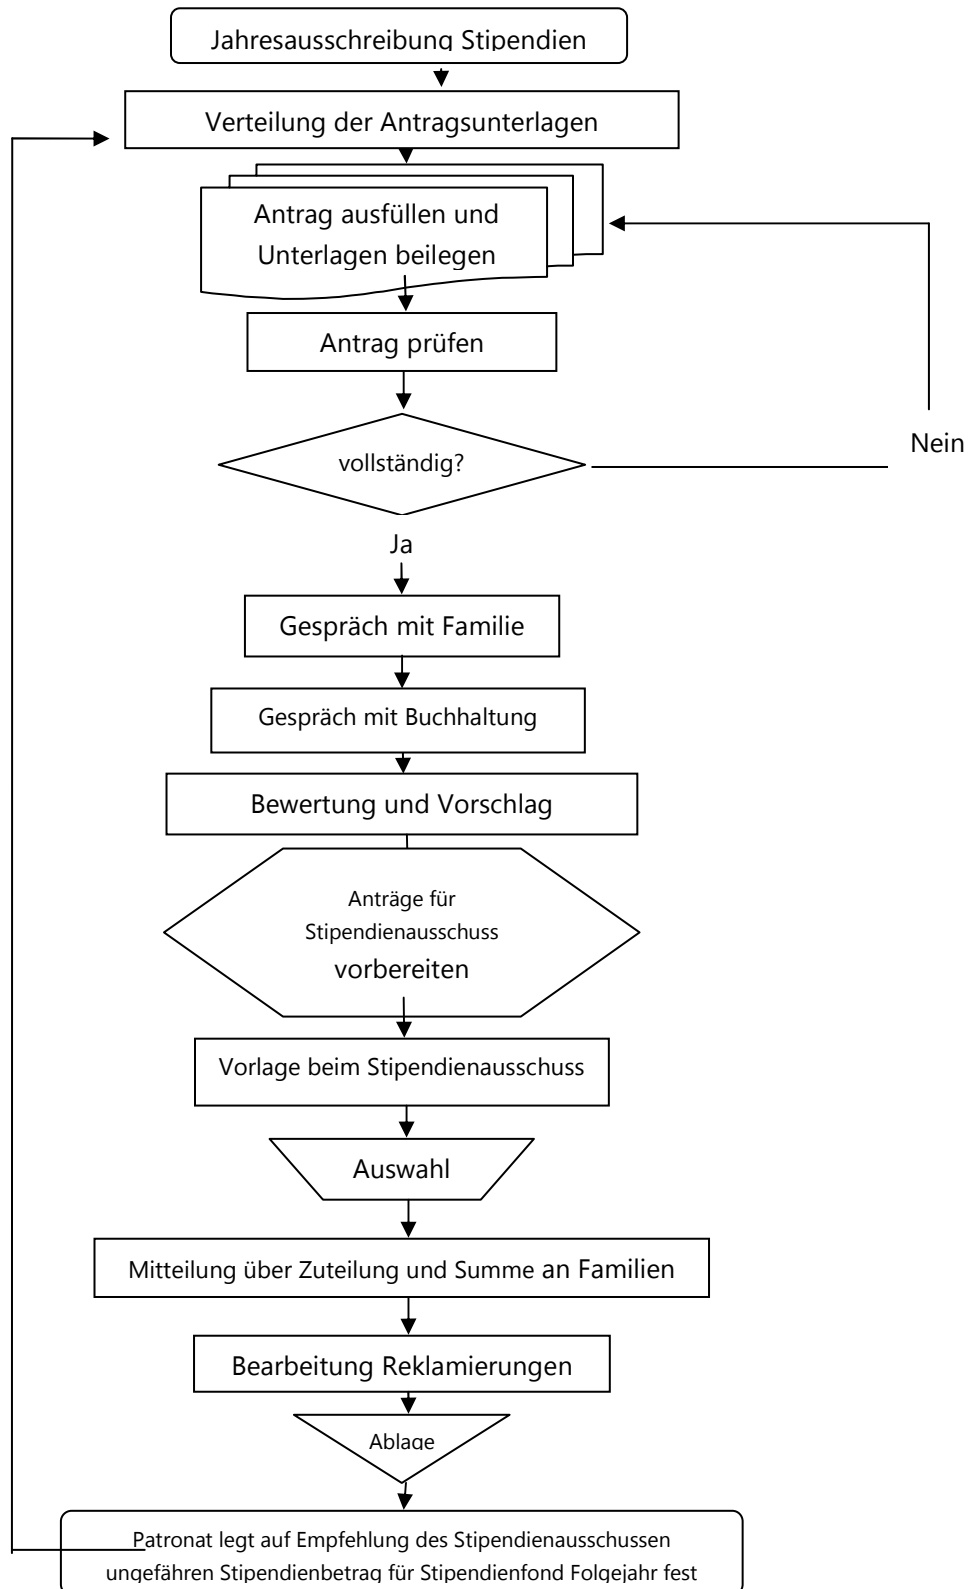 Jahresausschreibung Stipendien
Verteilung der Antragsunterlagen
Antrag ausfüllen und
Unterlagen beilegen
Antrag prüfen
Nein
vollständig?
Ja
Gespräch mit Familie
Gespräch mit Buchhaltung
Bewertung und Vorschlag
Anträge für
Stipendienausschuss
vorbereiten
Vorlage beim Stipendienausschuss
Auswahl
Mitteilung über Zuteilung und Summe an Familien
Bearbeitung Reklamierungen
Ablage
Patronat legt auf Empfehlung des Stipendienausschussen
ungefähren Stipendienbetrag für Stipendienfond Folgejahr fest